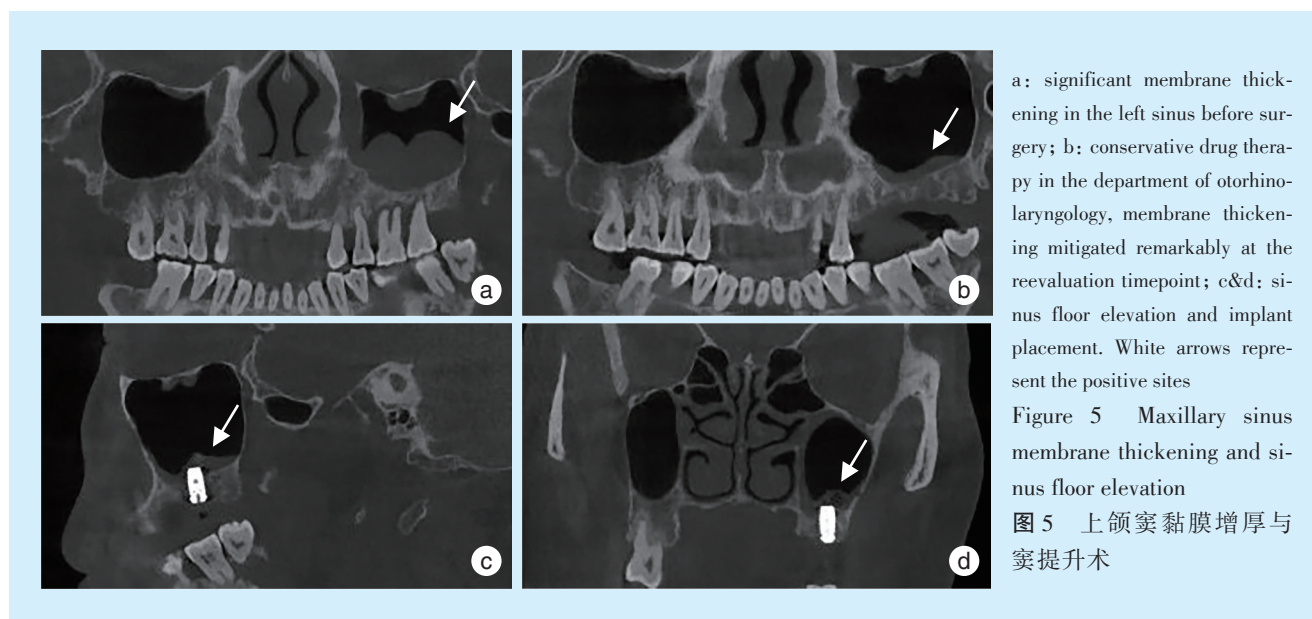 a
b
c
d
a: significant membrane thick-
ening in the left sinus before sur-
gery; b: conservative drug thera-
py in the department of otorhino-
laryngology, membrane thicken-
ing mitigated remarkably at the
reevaluation timepoint; c&d: si-
nus floor elevation and implant
placement. White arrows repre-
sent the positive sites
Figure 5 Maxillary sinus
membrane thickening and si-
nus floor elevation
图 5 上颌窦黏膜增厚与
窦提升术